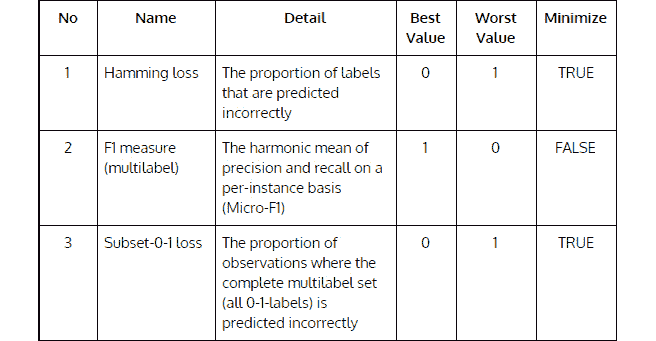 No Name Detail Best Value Worst Value Minimize
1 Hamming loss The proportion of labels
that are predicted
incorrectly 0 1 TRUE
2 F1 measure
(multilabel) The harmonic mean of
precision and recall on a
per-instance basis
(Micro-F1) 1 0 FALSE
3 Subset-0-1 loss The proportion of
observations where the
complete multilabel set
(all 0-1-labels) is
predicted incorrectly 0 1 TRUE